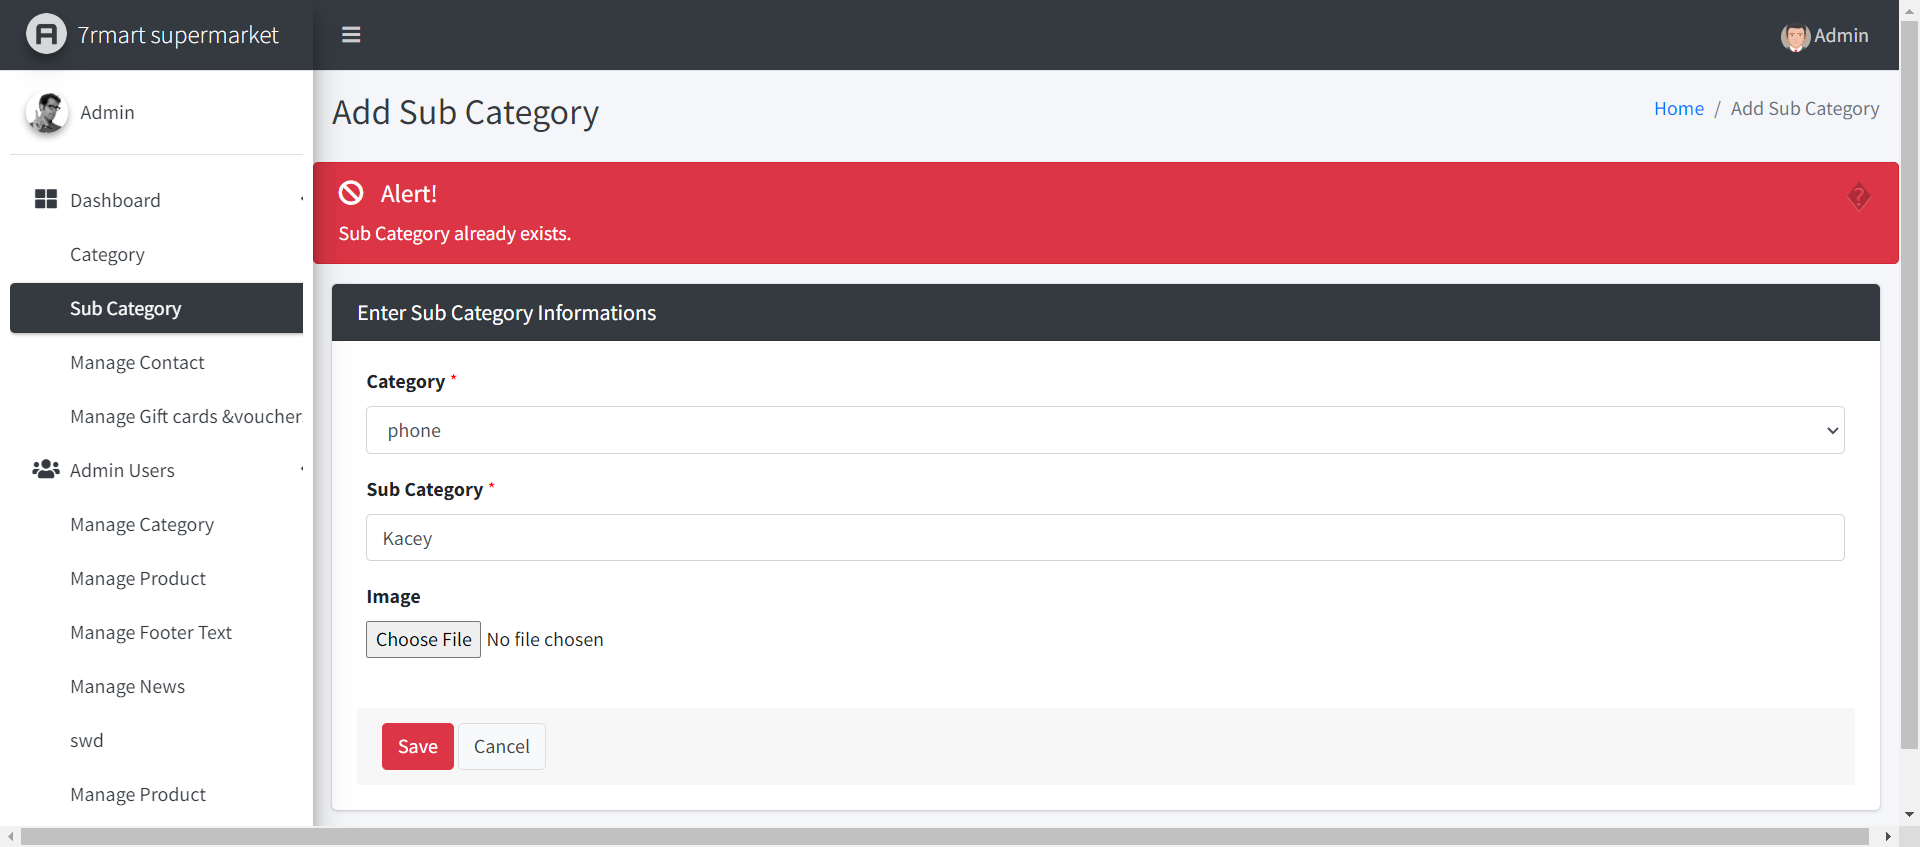 7rmart supermarket
Admin
Admin
Add Sub Category
Home / Add Sub Category
Dashboard
Category
Sub Category
Manage Contact
Manage Gift cards &voucher
Admin Users
Manage Category
Manage Product
Manage Footer Text
Manage News
swd
Manage Product
Alert!
Sub Category already exists.
Enter Sub Category Informations
Category *
phone
Sub Category *
Kacey
Image
Choose File No file chosen
Save Cancel